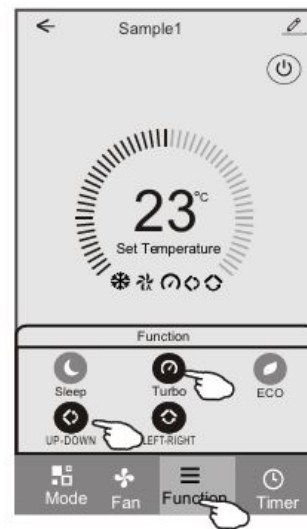 Sample1
23°C
Set Temperature
Function
Sleep Turbo ECO
UP-DOWN LEFT-RIGHT
Mode Fan Function Timer